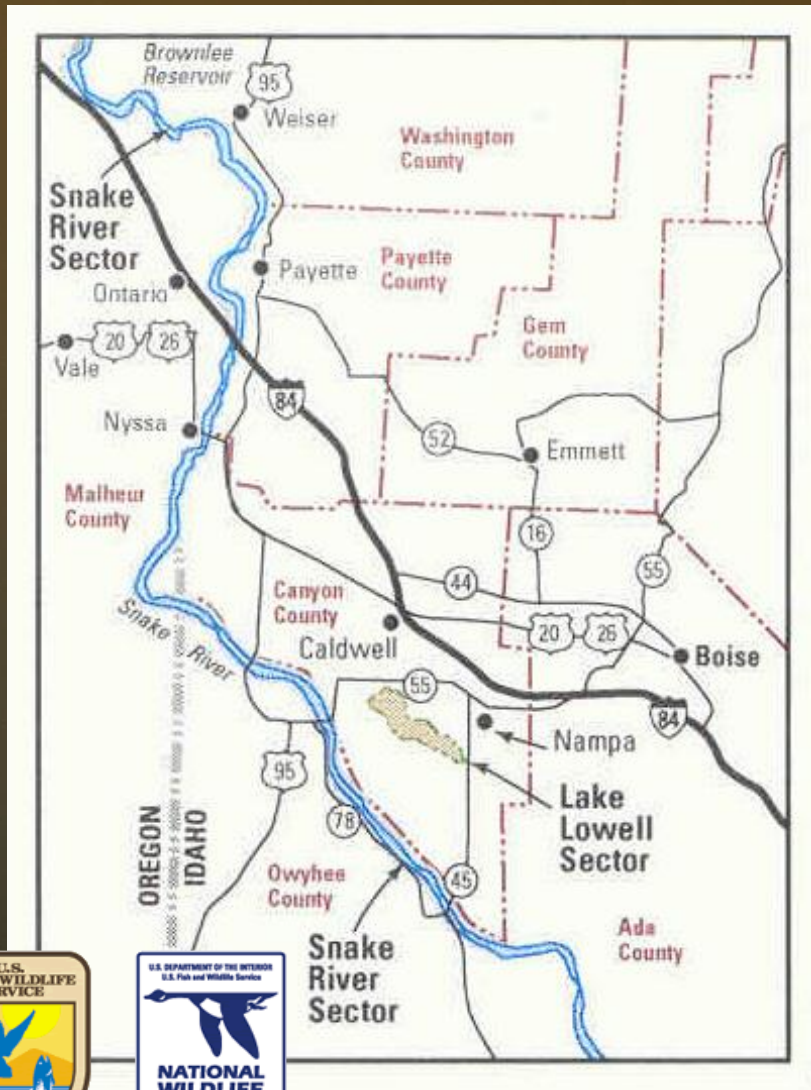 Brownlee
Reservoir
95
Weiser
Washington
County
Snake
River
Sector
Payette
Payette
County
Ontario
Gem
County
20
26
Vale
84
Nyssa
52
Emmett
Malheur
County
16
55
44
Canyon
County
Snake River
Caldwell
20
26
Boise
55
84
Nampa
95
Lake
Lowell
Sector
78
OREGON
IDAHO
Owyhee
County
45
Ada
County
Snake
River
Sector
U.S.
WILDLIFE
RVICE
U.S. DEPARTMENT OF THE INTERIOR
U.S. Fish and Wildlife Service
NATIONAL
WILDLIFE